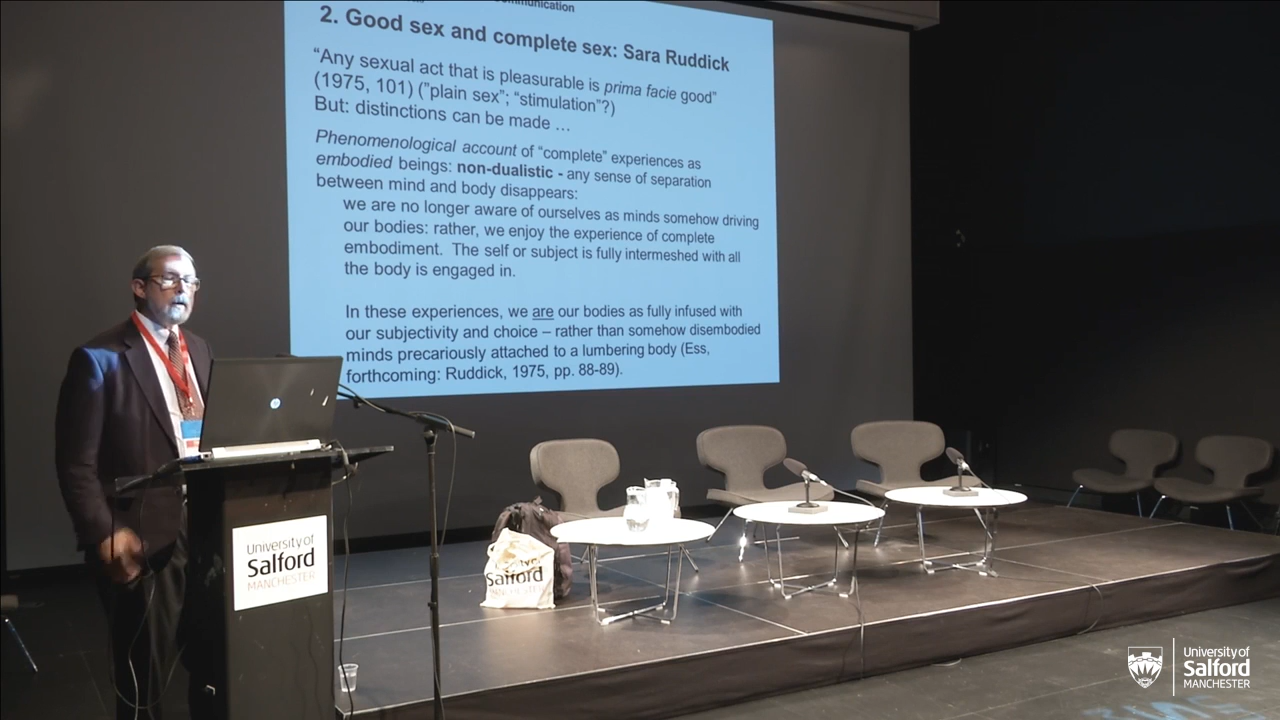 2. Good sex and complete sex: Sara Ruddick
“Any sexual act that is pleasurable is prima facie good”
(1975, 101) (”plain sex”; “stimulation”?)
But: distinctions can be made …
Phenomenological account of “complete” experiences as
embodied beings: non-dualistic - any sense of separation
between mind and body disappears:
we are no longer aware of ourselves as minds somehow driving
our bodies: rather, we enjoy the experience of complete
embodiment. The self or subject is fully intermeshed with all
the body is engaged in.
In these experiences, we are our bodies as fully infused with
our subjectivity and choice – rather than somehow disembodied
minds precariously attached to a lumbering body (Ess,
forthcoming: Ruddick, 1975, pp. 88-89).
University of
Salford
MANCHESTER
Salford
MANCHESTER
University of
Salford
MANCHESTER